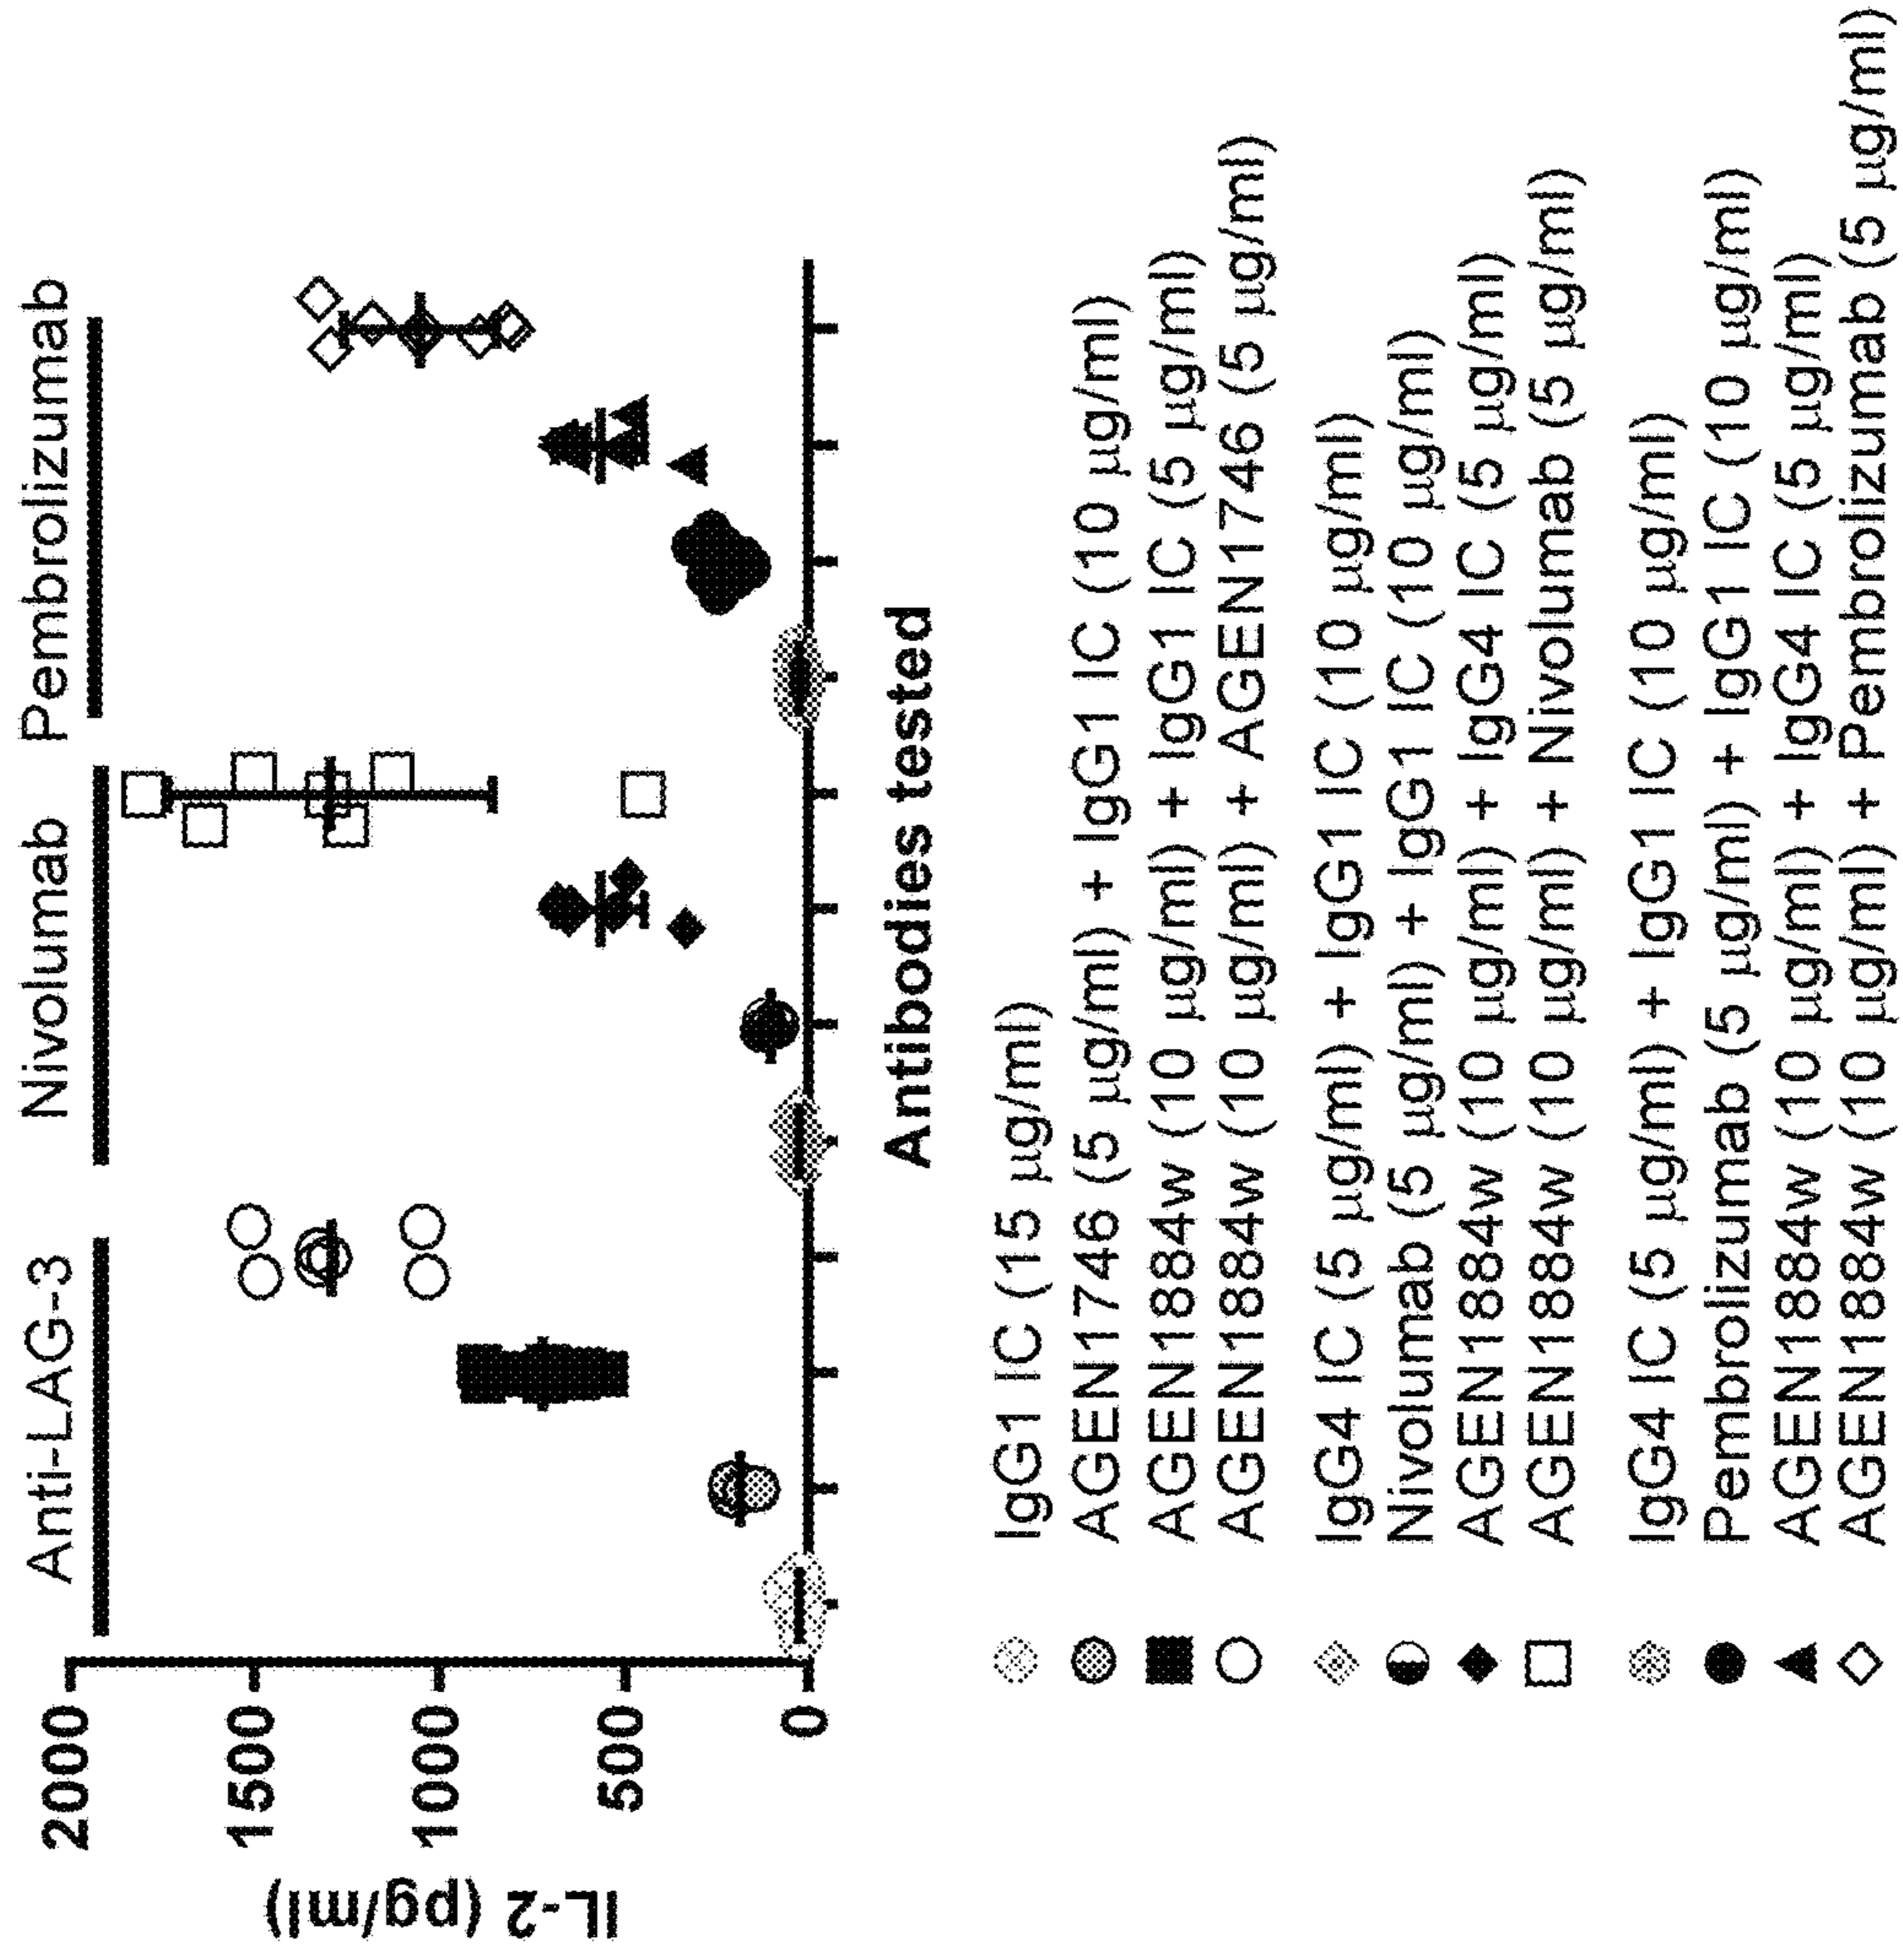 Anti-LAG-3 Nivolumab Pembrolizumab
IL-2 (pg/ml)
2000
1500
1000
500
0
Antibodies tested
IgG1 IC (15 µg/ml)
AGEN1746 (5 µg/ml) + IgG1 IC (10 µg/ml)
AGEN1884w (10 µg/ml) + IgG1 IC (5 µg/ml)
AGEN1884w (10 µg/ml) + AGEN1746 (5 µg/ml)
IgG4 IC (5 µg/ml) + IgG1 IC (10 µg/ml)
Nivolumab (5 µg/ml) + IgG1 IC (10 µg/ml)
AGEN1884w (10 µg/ml) + IgG4 IC (5 µg/ml)
AGEN1884w (10 µg/ml) + Nivolumab (5 µg/ml)
IgG4 IC (5 µg/ml) + IgG1 IC (10 µg/ml)
Pembrolizumab (5 µg/ml) + IgG1 IC (10 µg/ml)
AGEN1884w (10 µg/ml) + IgG4 IC (5 µg/ml)
AGEN1884w (10 µg/ml) + Pembrolizumab (5 µg/ml)